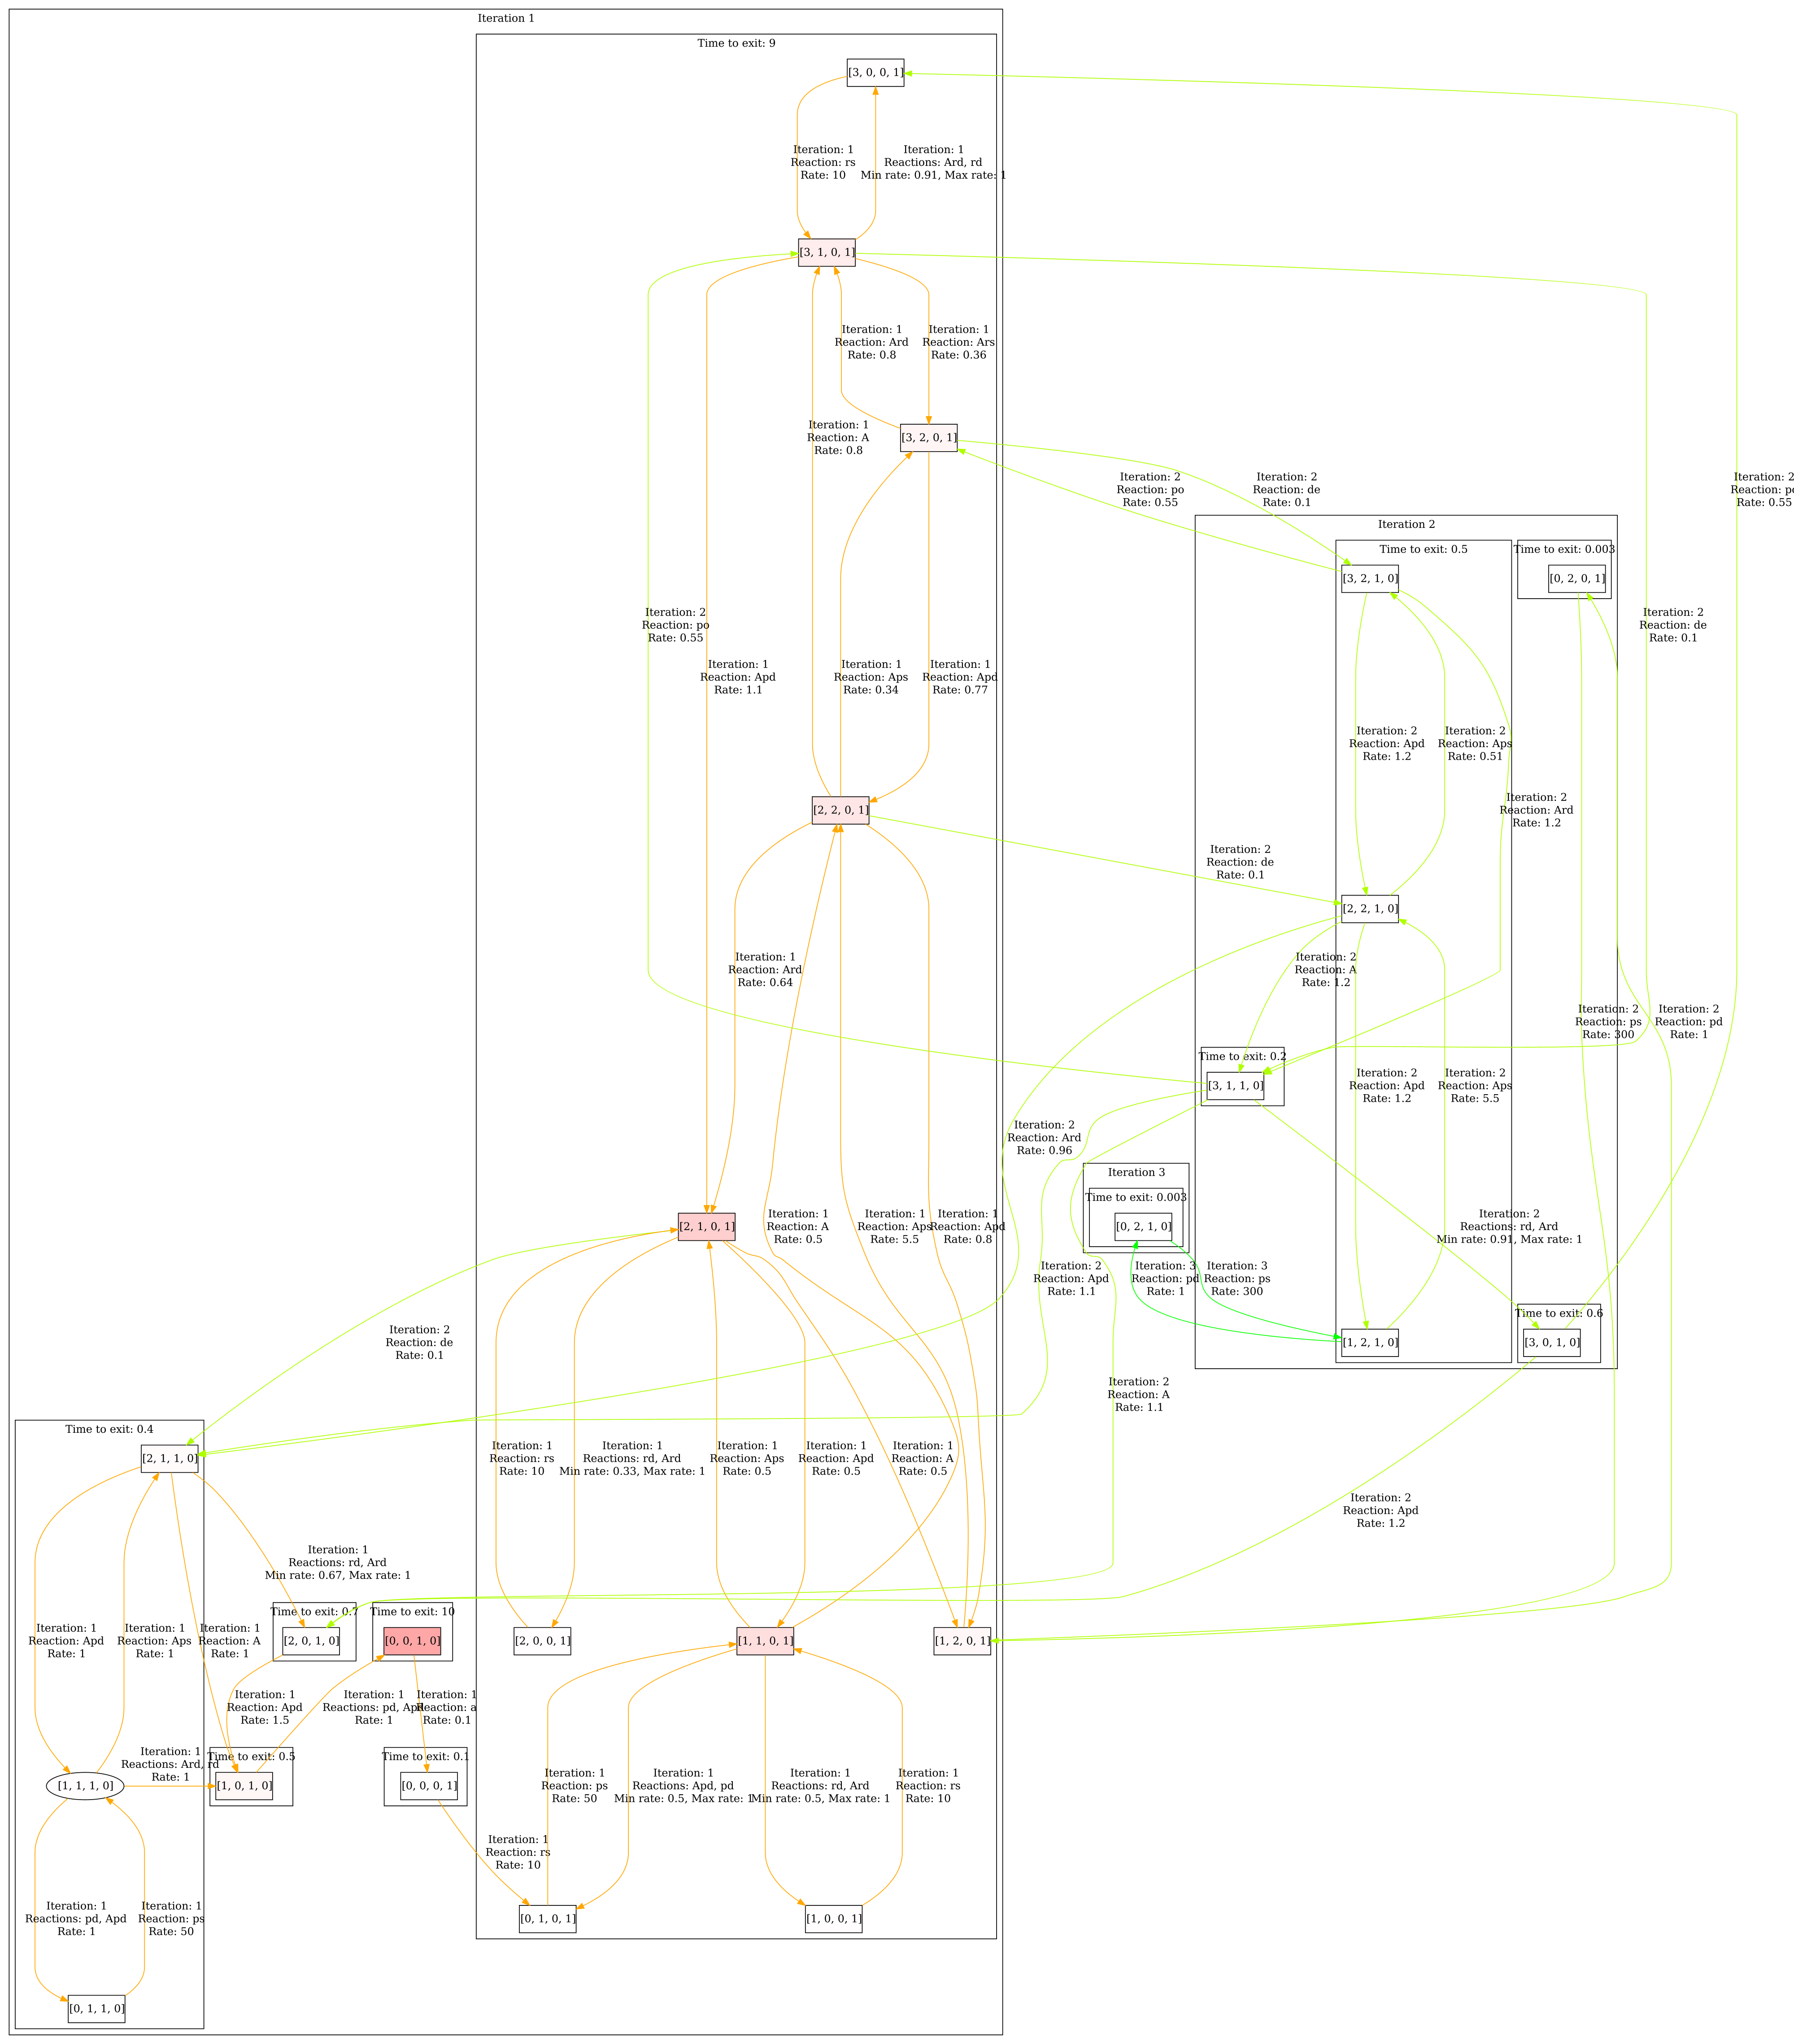 Iteration 1
Time to exit: 9
[3, 0, 0, 1]
Iteration: 1
Reaction: rs
Rate: 10
Iteration: 1
Reactions: Ard, rd
Min rate: 0.91, Max rate: 1
[3, 1, 0, 1]
Iteration: 1
Reaction: A
Rate: 0.8
Iteration: 1
Reaction: Ard
Rate: 0.8
Iteration: 1
Reaction: Ars
Rate: 0.36
[3, 2, 0, 1]
Iteration: 2
Reaction: po
Rate: 0.55
Iteration: 2
Reaction: de
Rate: 0.1
Iteration: 2
Reaction: po
Rate: 0.55
Iteration 2
Time to exit: 0.5
Time to exit: 0.003
[3, 2, 1, 0]
[0, 2, 0, 1]
Iteration: 2
Reaction: po
Rate: 0.55
Iteration: 1
Reaction: Apd
Rate: 1.1
Iteration: 1
Reaction: Aps
Rate: 0.34
Iteration: 1
Reaction: Apd
Rate: 0.77
Iteration: 2
Reaction: de
Rate: 0.1
Iteration: 2
Reaction: Apd
Rate: 1.2
Iteration: 2
Reaction: Aps
Rate: 0.51
Iteration: 2
Reaction: Ard
Rate: 1.2
[2, 2, 0, 1]
Iteration: 2
Reaction: de
Rate: 0.1
[2, 2, 1, 0]
Iteration: 1
Reaction: Ard
Rate: 0.64
Iteration: 2
Reaction: A
Rate: 1.2
Iteration: 2
Reaction: ps
Rate: 300
Iteration: 2
Reaction: pd
Rate: 1
Time to exit: 0.2
[3, 1, 1, 0]
Iteration: 2
Reaction: Apd
Rate: 1.2
Iteration: 2
Reaction: Aps
Rate: 5.5
Iteration: 2
Reaction: Ard
Rate: 0.96
Iteration 3
Time to exit: 0.003
[0, 2, 1, 0]
[2, 1, 0, 1]
Iteration: 1
Reaction: A
Rate: 0.5
Iteration: 1
Reaction: Aps
Rate: 5.5
Iteration: 1
Reaction: Apd
Rate: 0.8
Iteration: 2
Reactions: rd, Ard
Min rate: 0.91, Max rate: 1
Iteration: 2
Reaction: Apd
Rate: 1.1
Iteration: 3
Reaction: pd
Rate: 1
Iteration: 3
Reaction: ps
Rate: 300
Iteration: 2
Reaction: de
Rate: 0.1
[1, 2, 1, 0]
Time to exit: 0.6
[3, 0, 1, 0]
Iteration: 2
Reaction: A
Rate: 1.1
Time to exit: 0.4
[2, 1, 1, 0]
Iteration: 1
Reaction: rs
Rate: 10
Iteration: 1
Reactions: rd, Ard
Min rate: 0.33, Max rate: 1
Iteration: 1
Reaction: Aps
Rate: 0.5
Iteration: 1
Reaction: Apd
Rate: 0.5
Iteration: 1
Reaction: A
Rate: 0.5
Iteration: 2
Reaction: Apd
Rate: 1.2
Iteration: 1
Reactions: rd, Ard
Min rate: 0.67, Max rate: 1
Iteration: 1
Reaction: Apd
Rate: 1
Iteration: 1
Reaction: Aps
Rate: 1
Iteration: 1
Reaction: A
Rate: 1
Time to exit: 0.7
[2, 0, 1, 0]
Time to exit: 10
[0, 0, 1, 0]
[2, 0, 0, 1]
[1, 1, 0, 1]
[1, 2, 0, 1]
Iteration: 1
Reaction: Apd
Rate: 1.5
Iteration: 1
Reactions: pd, Apd
Rate: 1
Iteration: 1
Reaction: a
Rate: 0.1
Iteration: 1
Reactions: Ard, rd
Rate: 1
[1, 1, 1, 0]
Time to exit: 0.5
[1, 0, 1, 0]
Time to exit: 0.1
[0, 0, 0, 1]
Iteration: 1
Reaction: ps
Rate: 50
Iteration: 1
Reactions: Apd, pd
Min rate: 0.5, Max rate: 1
Iteration: 1
Reactions: rd, Ard
Min rate: 0.5, Max rate: 1
Iteration: 1
Reaction: rs
Rate: 10
Iteration: 1
Reaction: rs
Rate: 10
Iteration: 1
Reactions: pd, Apd
Rate: 1
Iteration: 1
Reaction: ps
Rate: 50
[0, 1, 0, 1]
[1, 0, 0, 1]
[0, 1, 1, 0]